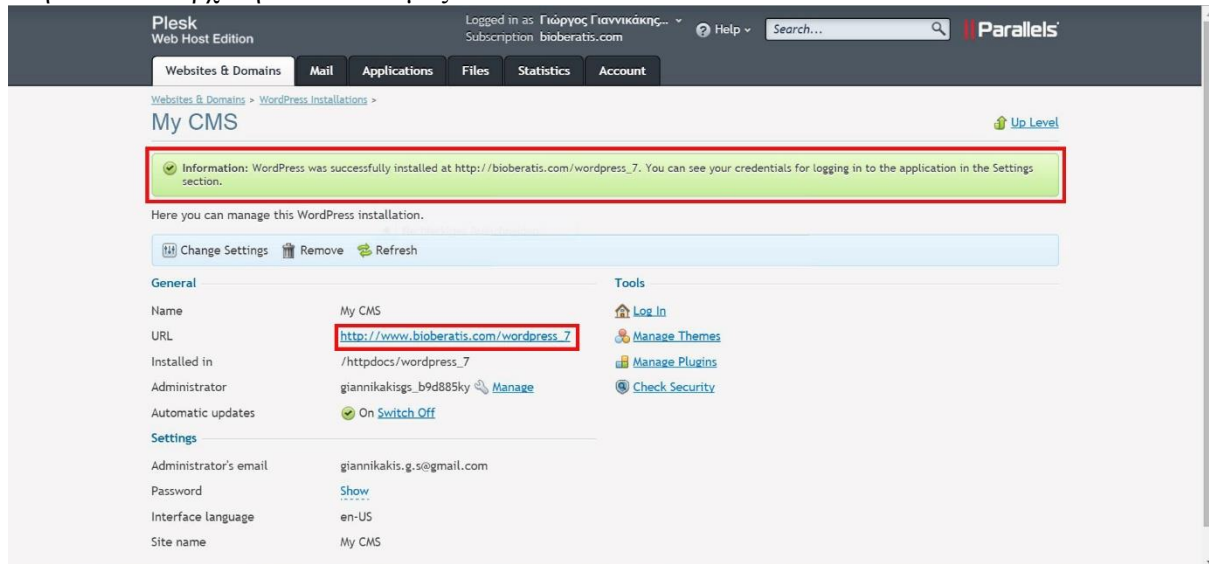 Plesk
Web Host Edition
Logged in as Γιώργος Γιαννικάκης...
Subscription bioberatis.com
Help
Search...
Parallels
Websites & Domains Mail Applications Files Statistics Account
Websites & Domains > WordPress Installations >
My CMS
Up Level
Information: WordPress was successfully installed at http://bioberatis.com/wordpress_7. You can see your credentials for logging in to the application in the Settings
section.
Here you can manage this WordPress installation.
Change Settings Remove Refresh
General
Name My CMS
URL http://www.bioberatis.com/wordpress_7
Installed in /httpdocs/wordpress_7
Administrator giannikakisgs_b9d885ky Manage
Automatic updates On Switch Off
Settings
Administrator's email giannikakis.g.s@gmail.com
Password Show
Interface language en-US
Site name My CMS
Tools
Log In
Manage Themes
Manage Plugins
Check Security